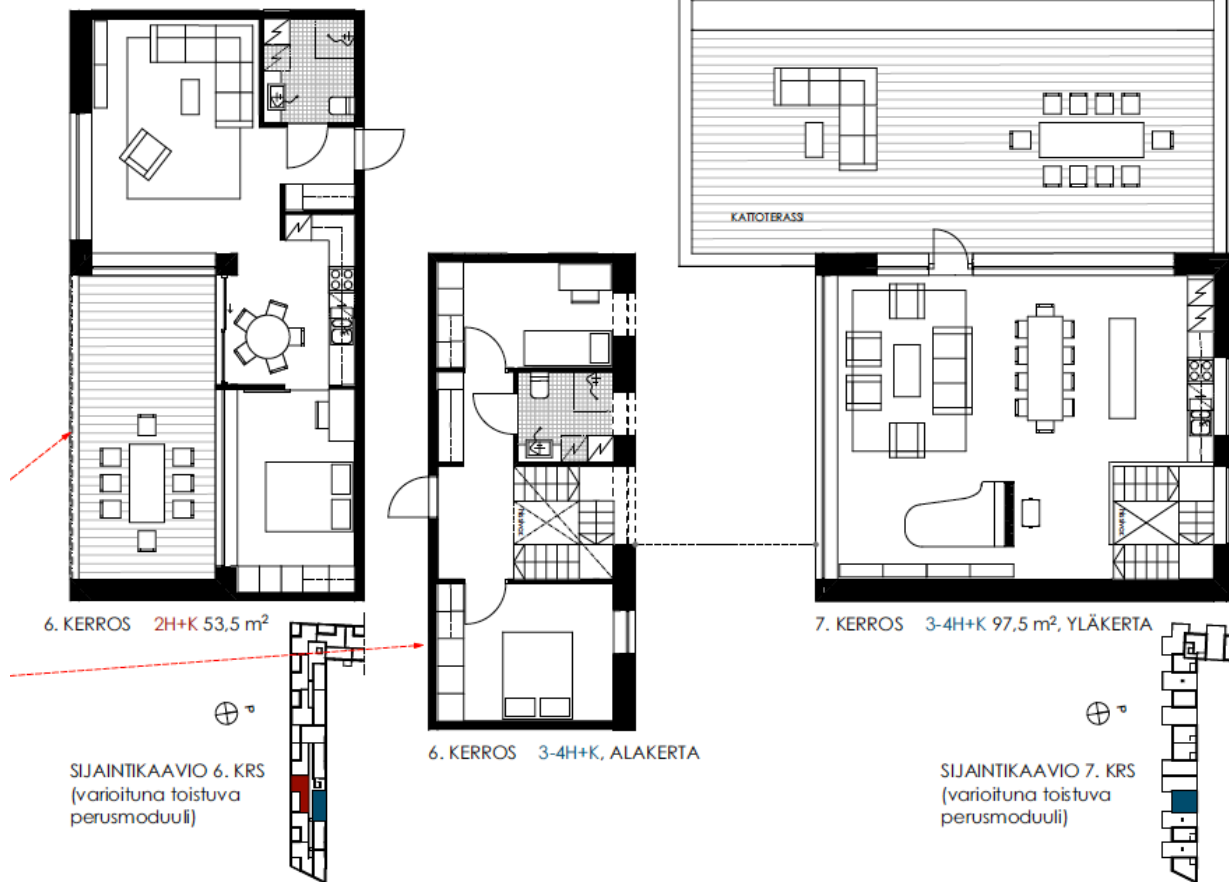 KATTOTERASSI
6. KERROS 2H+K 53,5 m²
7. KERROS 3-4H+K 97,5 m², YLÄKERTA
6. KERROS 3-4H+K, ALAKERTA
P
SIJAINTIKAAVIO 6. KRS
(varioituna toistuva
perusmoduuli)
P
SIJAINTIKAAVIO 7. KRS
(varioituna toistuva
perusmoduuli)